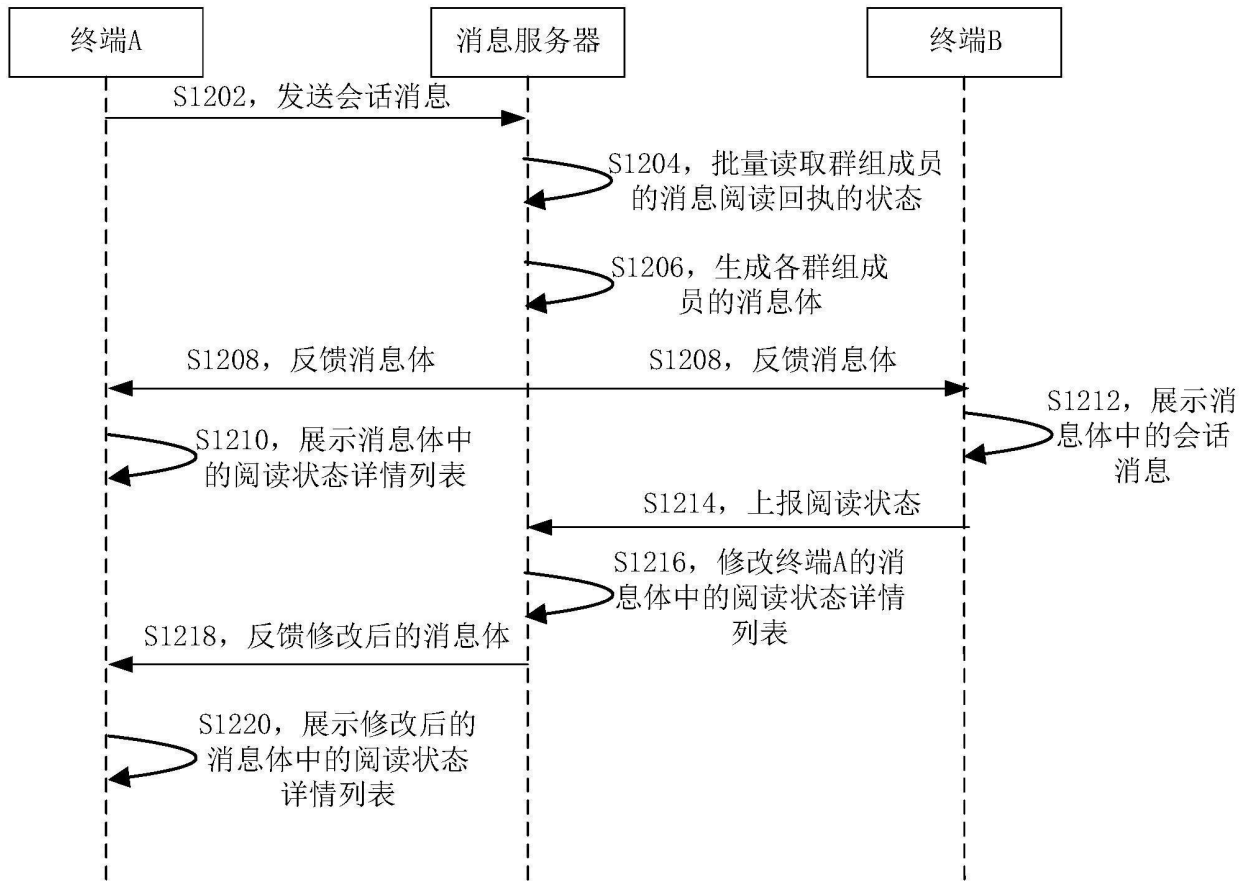 终端A
消息服务器
终端B
S1202，发送会话消息
S1204，批量读取群组成员
的消息阅读回执的状态
S1206，生成各群组成
员的消息体
S1208，反馈消息体
S1208，反馈消息体
S1210，展示消息体中
的阅读状态详情列表
S1212，展示消
息体中的会话
消息
S1214，上报阅读状态
S1216，修改终端A的消
息体中的阅读状态详情
列表
S1218，反馈修改后的消息体
S1220，展示修改后的
消息体中的阅读状态
详情列表